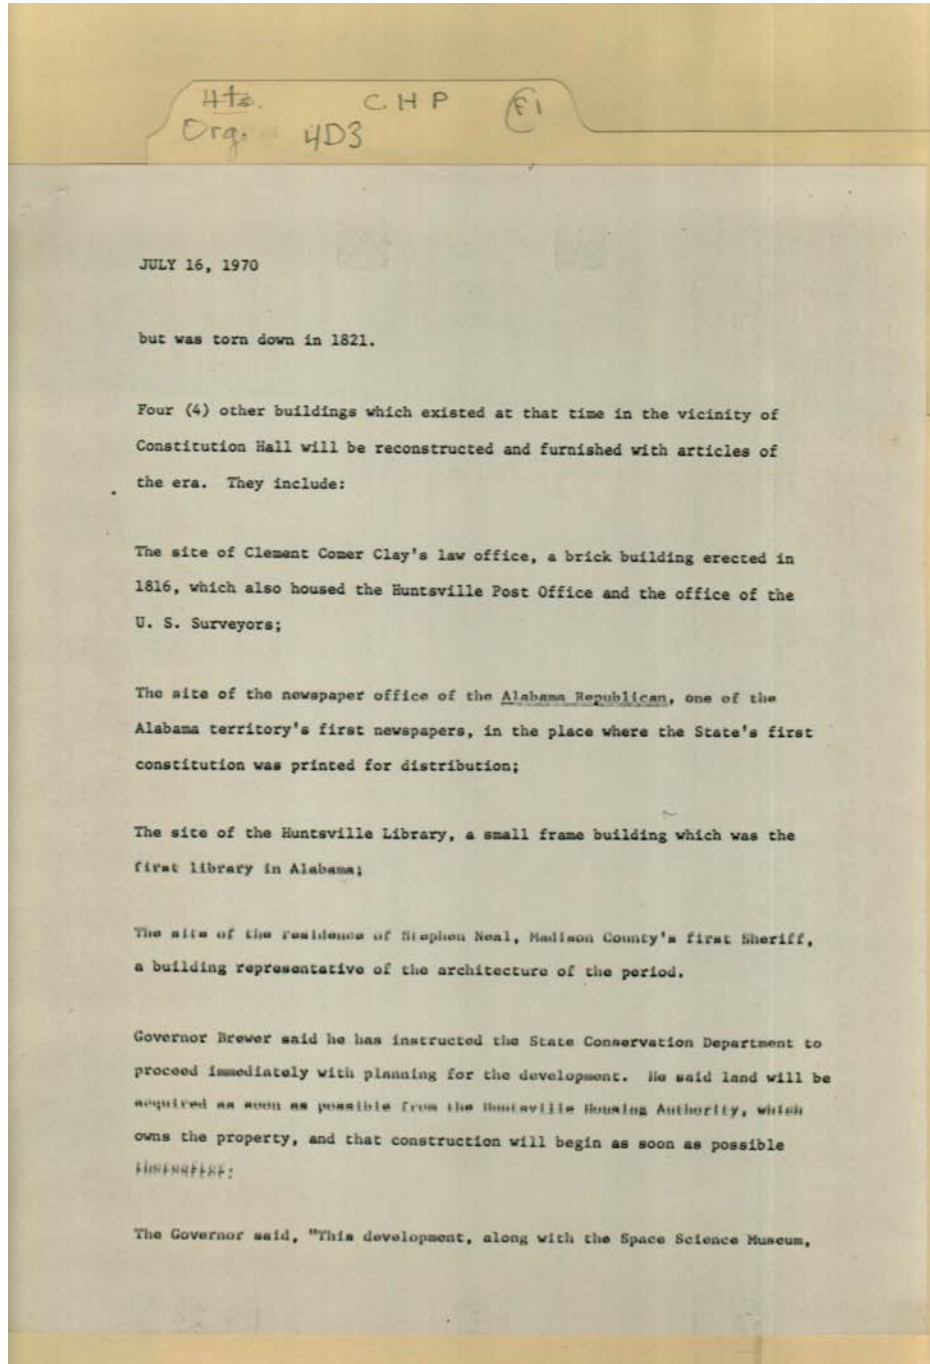 Hts. CHP
Org. 4D3
JULY 16, 1970
but was torn down in 1821.
Four (4) other buildings which existed at that time in the vicinity of
Constitution Hall will be reconstructed and furnished with articles of
the era. They include:
The site of Clement Comer Clay's law office, a brick building erected in
1816, which also housed the Huntsville Post Office and the office of the
U. S. Surveyors;
The site of the newspaper office of the Alabama Republican, one of the
Alabama territory's first newspapers, in the place where the State's first
constitution was printed for distribution;
The site of the Huntsville Library, a small frame building which was the
first library in Alabama;
The site of the residence of Stephen Neal, Madison County's first Sheriff,
a building representative of the architecture of the period.
Governor Brewer said he has instructed the State Conservation Department to
proceed immediately with planning for the development. He said land will be
acquired as soon as possible from the Huntsville Housing Authority, which
owns the property, and that construction will begin as soon as possible
thereafter.
The Governor said, "This development, along with the Space Science Museum,